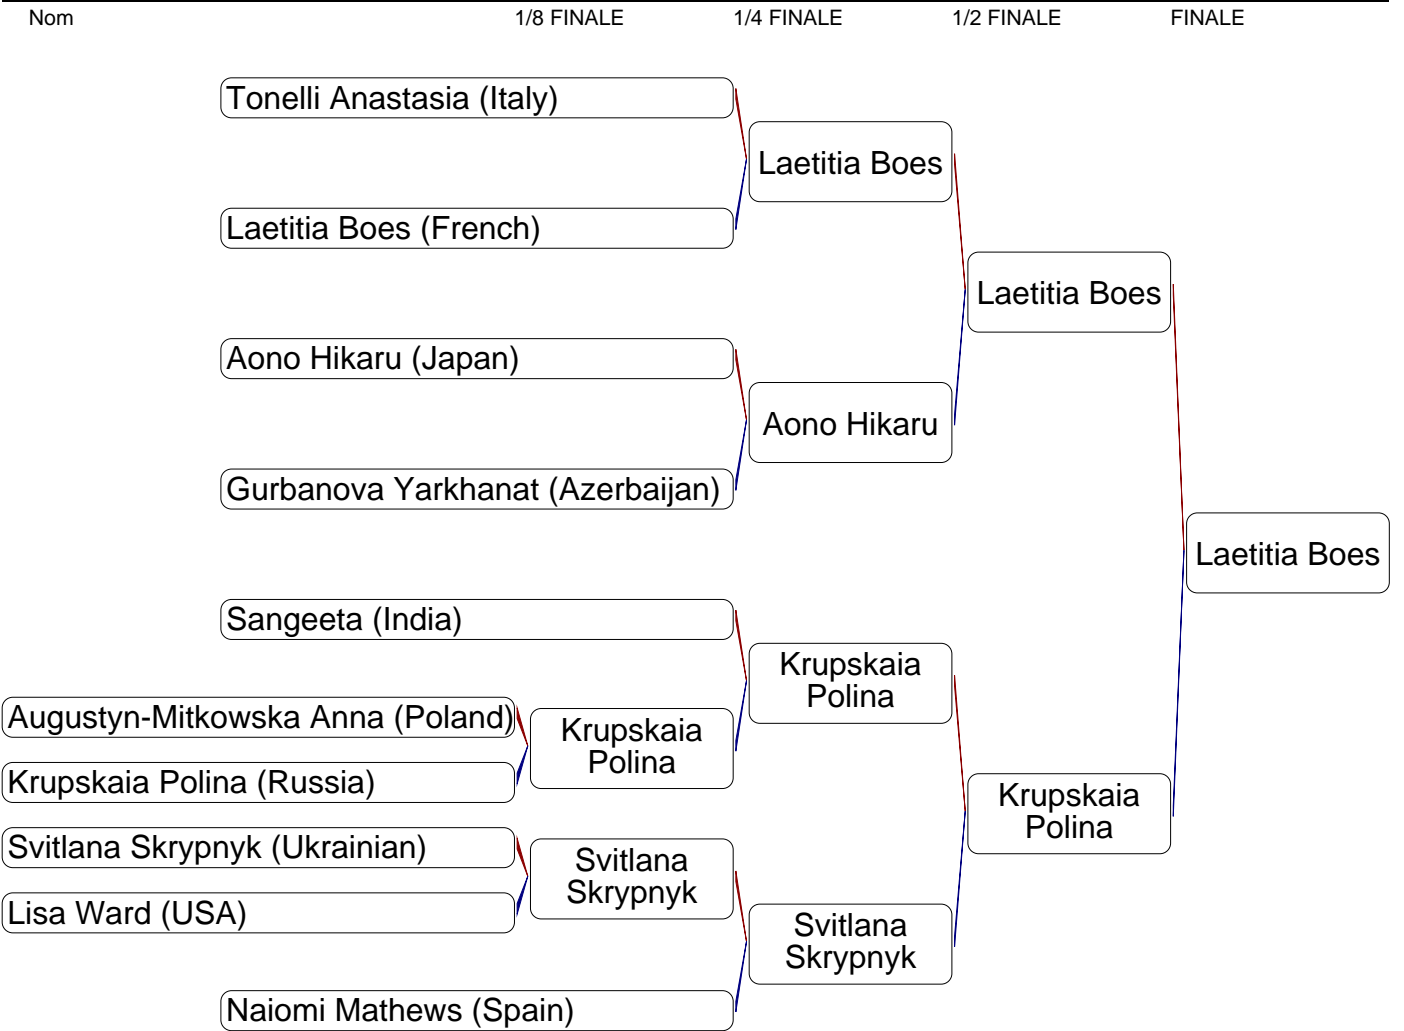 Nom 1/8 FINALE 1/4 FINALE 1/2 FINALE FINALE
Tonelli Anastasia (Italy)
Laetitia Boes
Laetitia Boes (French)
Laetitia Boes
Aono Hikaru (Japan)
Aono Hikaru
Gurbanova Yarkhanat (Azerbaijan)
Laetitia Boes
Sangeeta (India)
Krupskaia
Polina
Augustyn-Mitkowska Anna (Poland)
Krupskaia
Polina
Krupskaia Polina (Russia)
Krupskaia
Polina
Svitlana Skrypnyk (Ukrainian)
Svitlana
Skrypnyk
Lisa Ward (USA)
Svitlana
Skrypnyk
Naiomi Mathews (Spain)